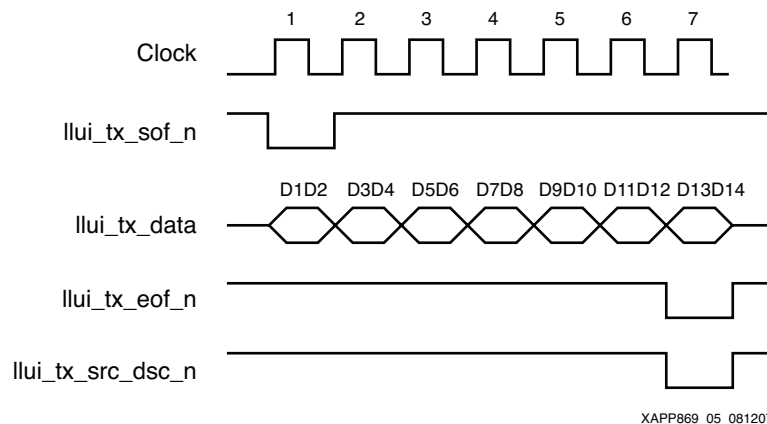 1 2 3 4 5 6 7
Clock
llui_tx_sof_n
D1D2 D3D4 D5D6 D7D8 D9D10 D11D12 D13D14
llui_tx_data
llui_tx_eof_n
llui_tx_src_dsc_n
XAPP869_05_081207